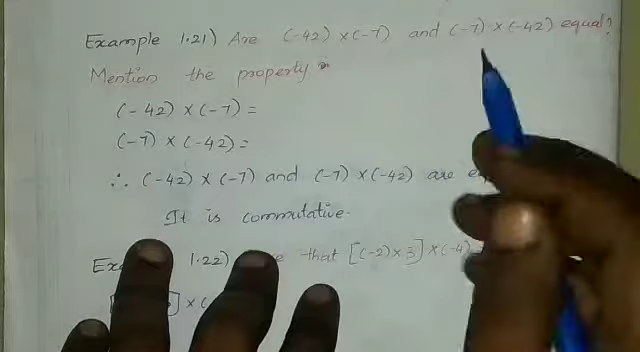 Example 1.21) Are (-42) × (-7) and (-7) × (-42) equal?
Mention the property.
(-42) × (-7) =
(-7) × (-42) =
∴ (-42) × (-7) and (-7) × (-42) are
It is commutative.
1.22) that [(-2) × 3] × (-4)
] × (